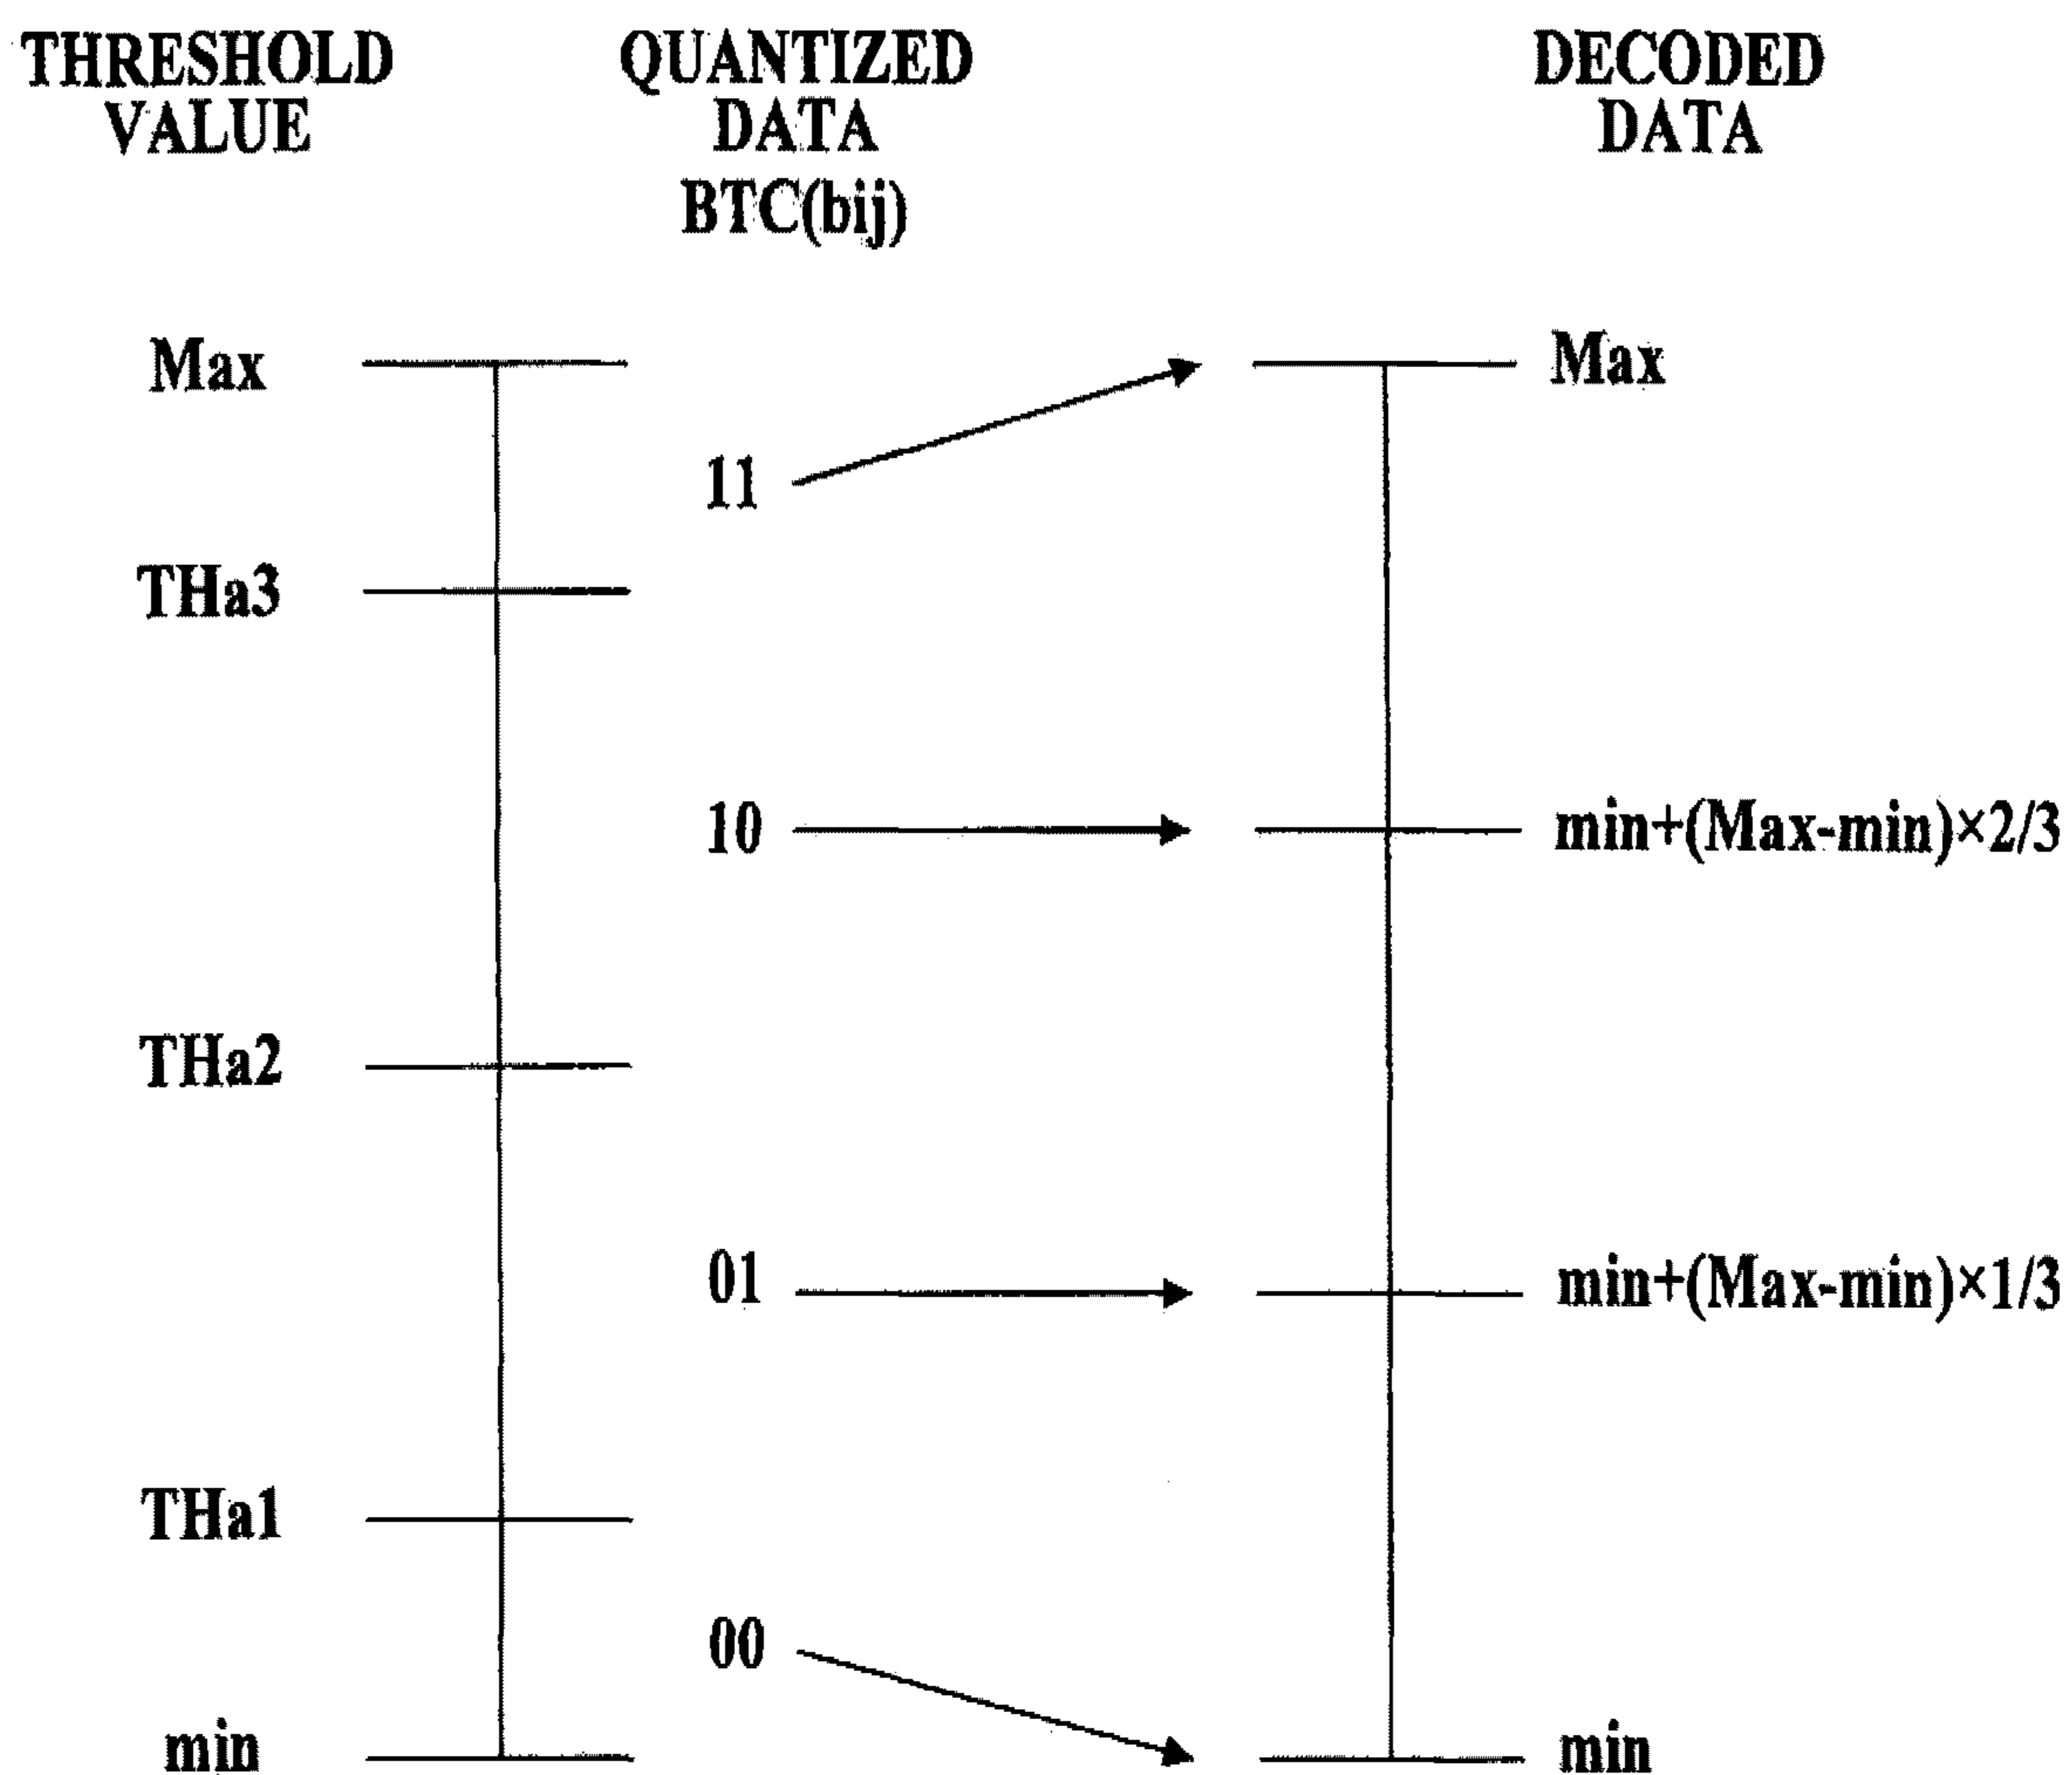 THRESHOLD
VALUE
QUANTIZED
DATA
BTC(bij)
DECODED
DATA
Max
11
Max
THa3
10
min+(Max-min)×2/3
THa2
01
min+(Max-min)×1/3
THa1
00
min
min